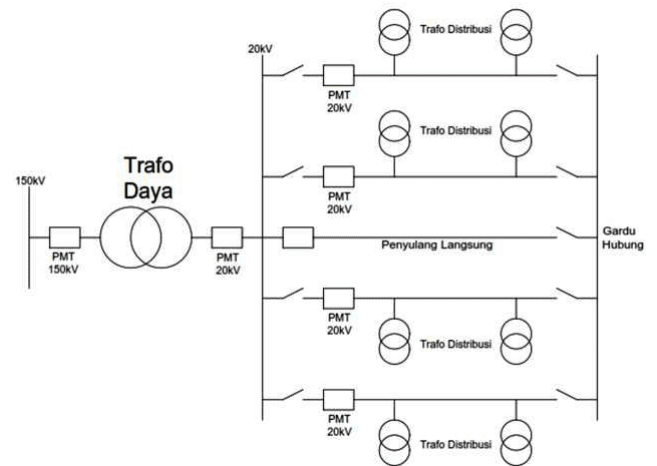 Trafo Distribusi
20kV
PMT
20kV
Trafo Distribusi
Trafo
Daya
150kV
PMT
20kV
PMT
150kV
PMT
20kV
Penyulang Langsung
Gardu
Hubung
PMT
20kV
Trafo Distribusi
PMT
20kV
Trafo Distribusi